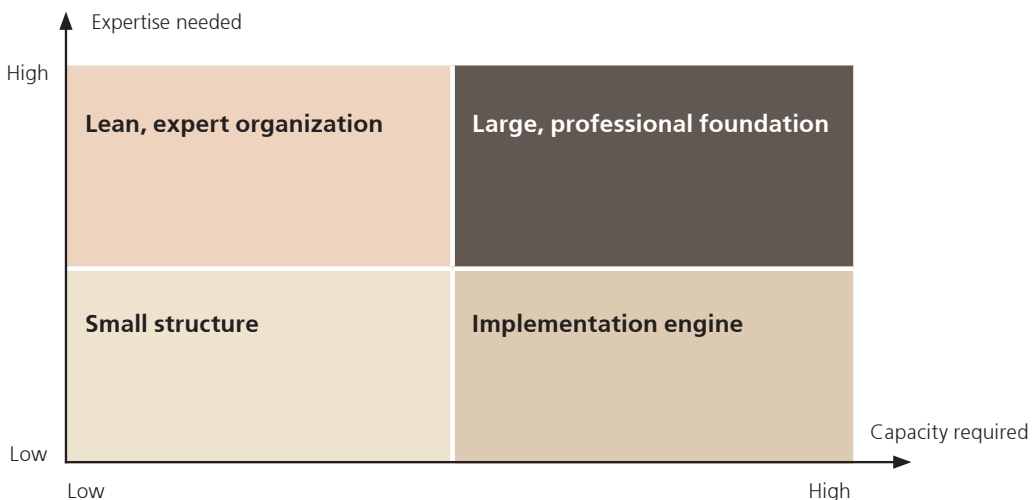 Expertise needed
High
Lean, expert organization
Large, professional foundation
Small structure
Implementation engine
Capacity required
Low
Low
High